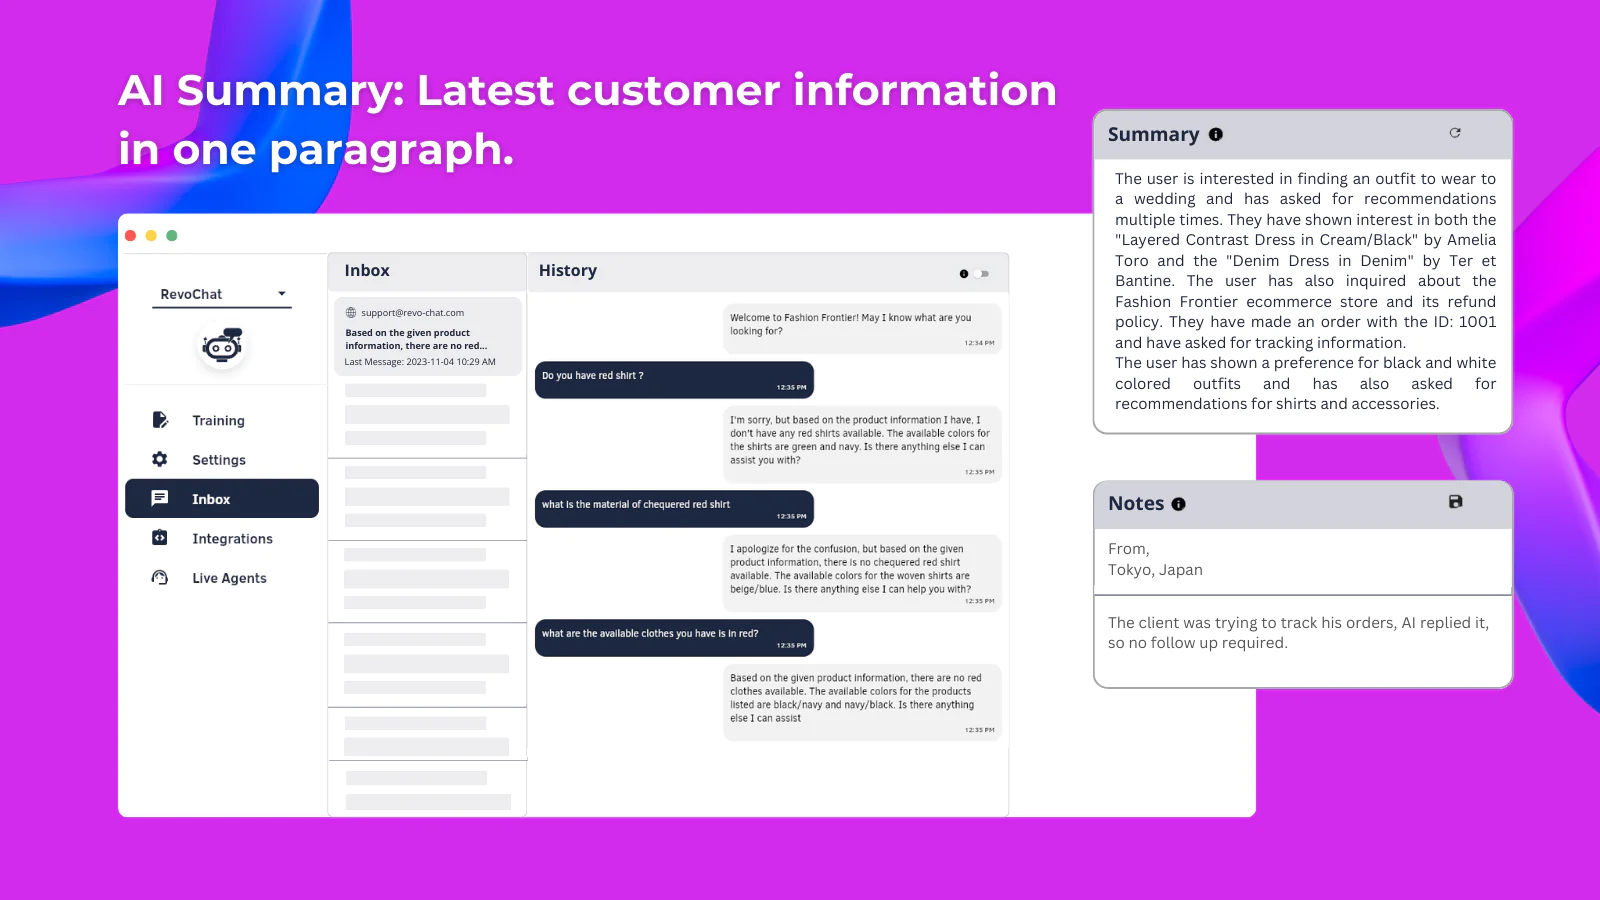 AI Summary: Latest customer information
in one paragraph.
RevoChat
Training
Settings
Inbox
Integrations
Live Agents
Inbox
support@revo-chat.com
Based on the given product
information, there are no red...
Last Message: 2023-11-04 10:29 AM
History
Welcome to Fashion Frontier! May I know what are you
looking for?
12:34 PM
Do you have red shirt ?
12:35 PM
I'm sorry, but based on the product information I have, I
don't have any red shirts available. The available colors for
the shirts are green and navy. Is there anything else I can
assist you with?
12:35 PM
what is the material of chequered red shirt
12:35 PM
I apologize for the confusion, but based on the given
product information, there is no chequered red shirt
available. The available colors for the woven shirts are
beige/blue. Is there anything else I can help you with?
12:35 PM
what are the available clothes you have is in red?
12:35 PM
Based on the given product information, there are no red
clothes available. The available colors for the products
listed are black/navy and navy/black. Is there anything
else I can assist
12:35 PM
Summary
The user is interested in finding an outfit to wear to
a wedding and has asked for recommendations
multiple times. They have shown interest in both the
"Layered Contrast Dress in Cream/Black" by Amelia
Toro and the "Denim Dress in Denim" by Ter et
Bantine. The user has also inquired about the
Fashion Frontier ecommerce store and its refund
policy. They have made an order with the ID: 1001
and have asked for tracking information.
The user has shown a preference for black and white
colored outfits and has also asked for
recommendations for shirts and accessories.
Notes
From,
Tokyo, Japan
The client was trying to track his orders, AI replied it,
so no follow up required.